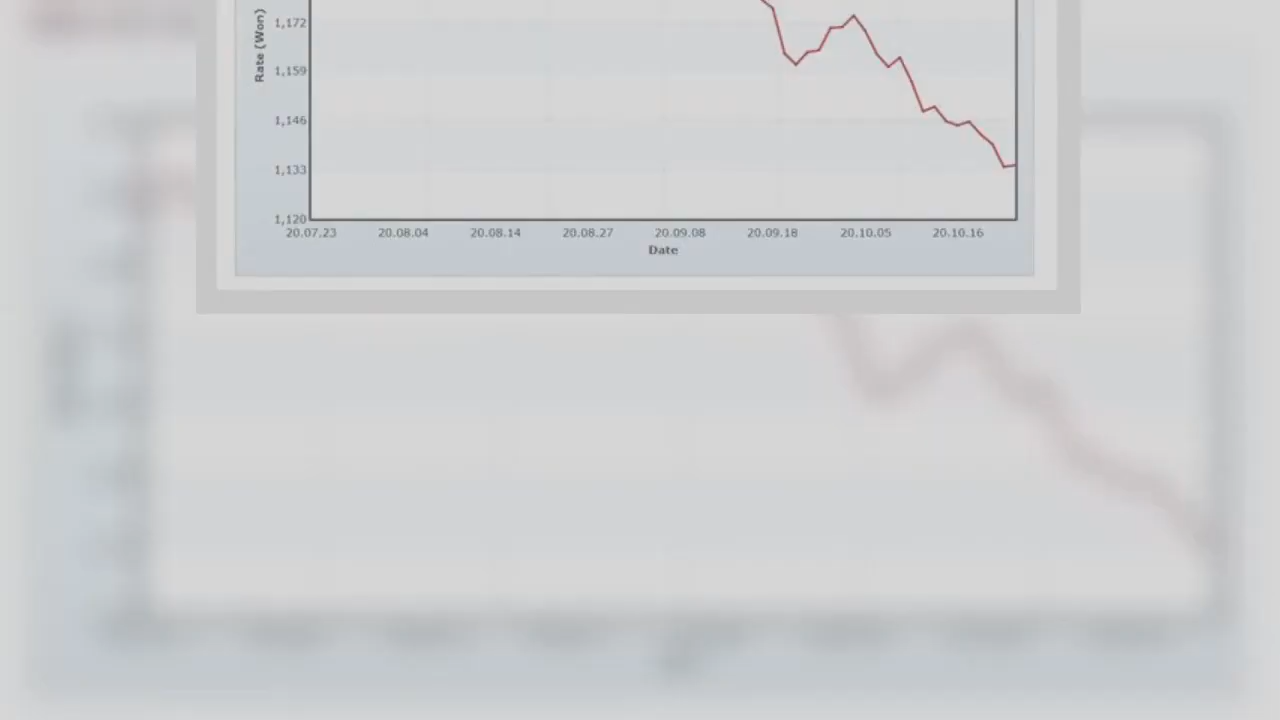 Rate (Won)
1,172
1,159
1,146
1,133
1,120
20.07.23 20.08.04 20.08.14 20.08.27 20.09.08 20.09.18 20.10.05 20.10.16
Date